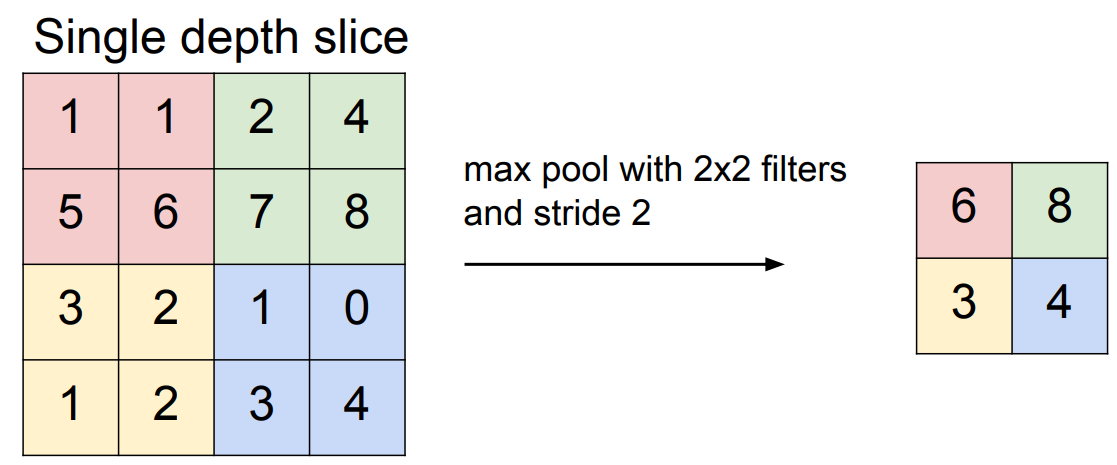 Single depth slice
1 1 2 4
5 6 7 8
3 2 1 0
1 2 3 4
max pool with 2x2 filters
and stride 2
6 8
3 4